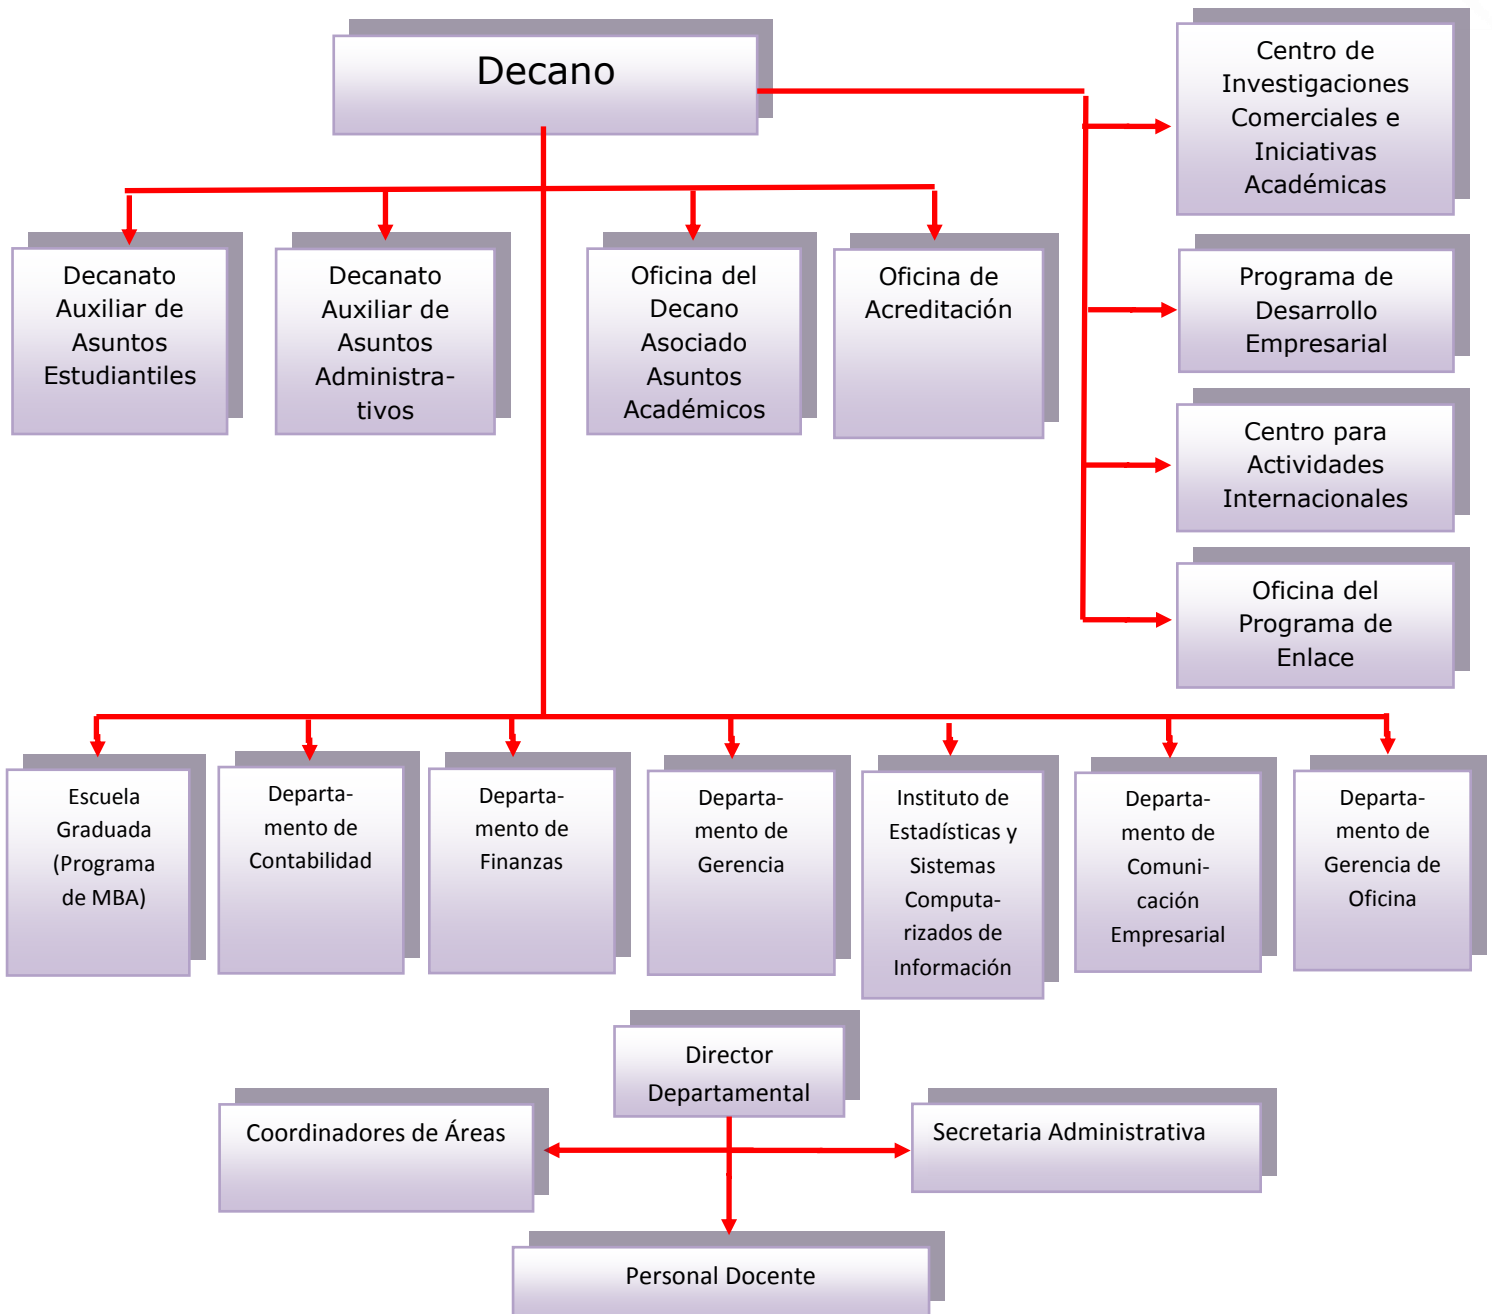 Decano
Centro de
Investigaciones
Comerciales e
Iniciativas
Académicas
Decanato
Auxiliar de
Asuntos
Estudiantiles
Decanato
Auxiliar de
Asuntos
Administra-
tivos
Oficina del
Decano
Asociado
Asuntos
Académicos
Oficina de
Acreditación
Programa de
Desarrollo
Empresarial
Centro para
Actividades
Internacionales
Oficina del
Programa de
Enlace
Escuela
Graduada
(Programa
de MBA)
Departa-
mento de
Contabilidad
Departa-
mento de
Finanzas
Departa-
mento de
Gerencia
Instituto de
Estadísticas y
Sistemas
Computa-
rizados de
Información
Departa-
mento de
Comuni-
cación
Empresarial
Departa-
mento de
Gerencia de
Oficina
Director
Departamental
Coordinadores de Áreas
Secretaria Administrativa
Personal Docente